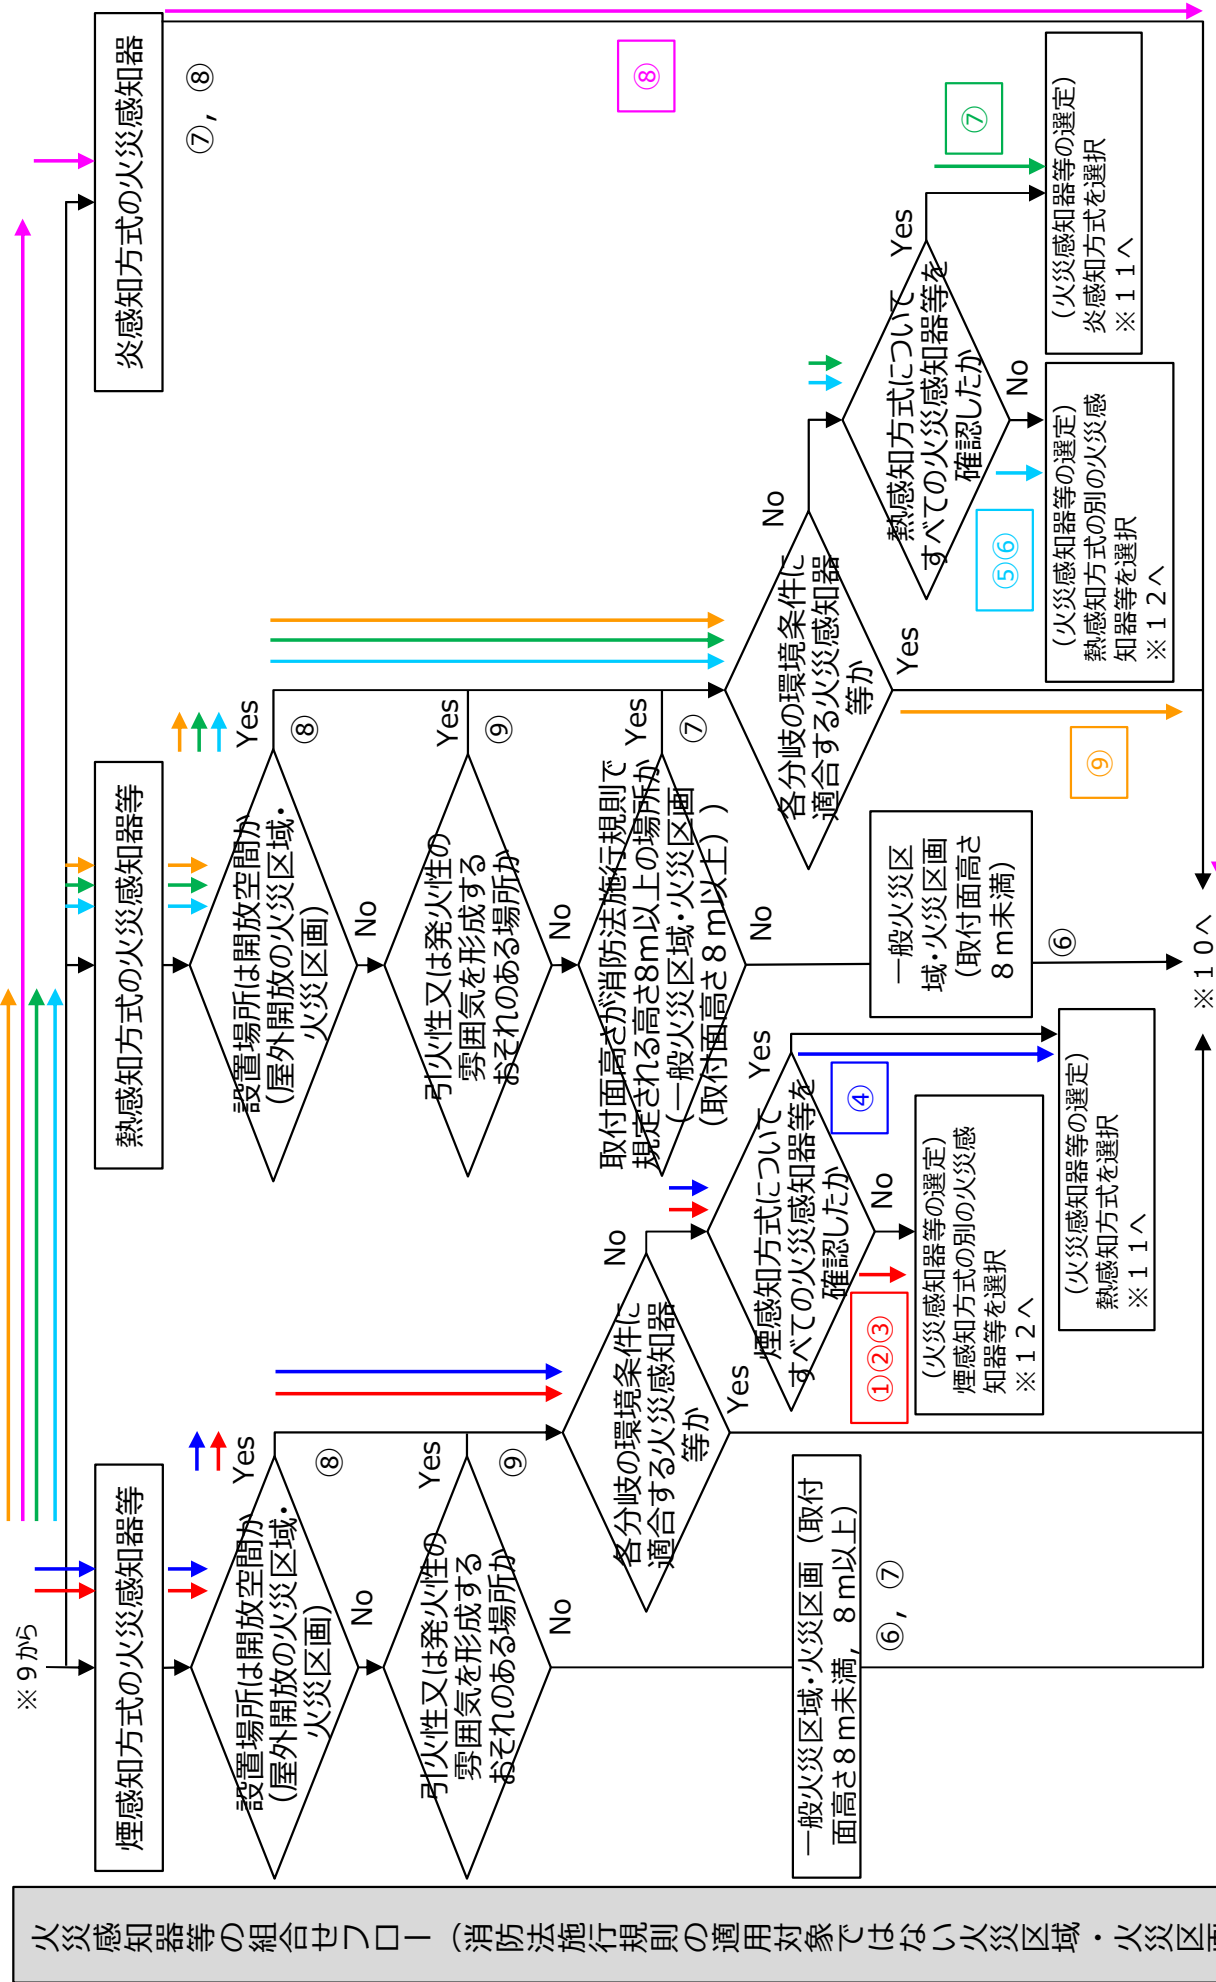 火災感知器等の組合せフロー（消防法施行規則の適用対象ではない火災区域・火災区画
※９から
煙感知方式の火災感知器等
設置場所は開放空間か
（屋外開放の火災区域・
火災区画）
Yes
⑧
No
引火性又は発火性の
雰囲気を形成する
おそれのある場所か
Yes
⑨
No
各分岐の環境条件に
適合する火災感知器
等か
No
Yes
煙感知方式について
すべての火災感知器等を
確認したか
Yes
④
No
①②③
（火災感知器等の選定）
煙感知方式の別の火災感
知器等を選択
※１２へ
（火災感知器等の選定）
熱感知方式を選択
※１１へ
一般火災区域・火災区画（取付
面高さ８ｍ未満，８ｍ以上）
⑥，⑦
熱感知方式の火災感知器等
設置場所は開放空間か
（屋外開放の火災区域・
火災区画）
Yes
⑧
No
引火性又は発火性の
雰囲気を形成する
おそれのある場所か
Yes
⑨
No
取付面高さが消防法施行規則で
規定される高さ8m以上の場所か
（一般火災区域・火災区画
（取付面高さ８ｍ以上））
Yes
⑦
No
一般火災区
域・火災区画
（取付面高さ
８ｍ未満）
⑥
各分岐の環境条件に
適合する火災感知器
等か
No
Yes
⑨
熱感知方式について
すべての火災感知器等を
確認したか
Yes
⑦
No
⑤⑥
（火災感知器等の選定）
熱感知方式の別の火災感
知器等を選択
※１２へ
（火災感知器等の選定）
炎感知方式を選択
※１１へ
炎感知方式の火災感知器
⑦，⑧
⑧
※１０へ